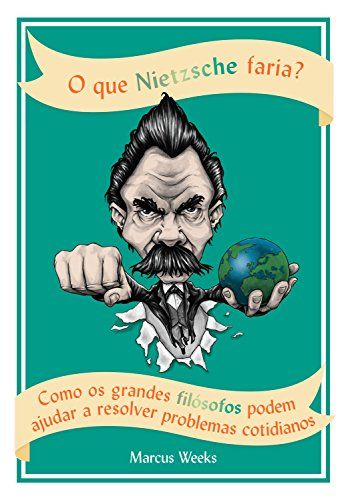 O que Nietzsche faria?
Como os grandes filósofos podem
ajudar a resolver problemas cotidianos
Marcus Weeks